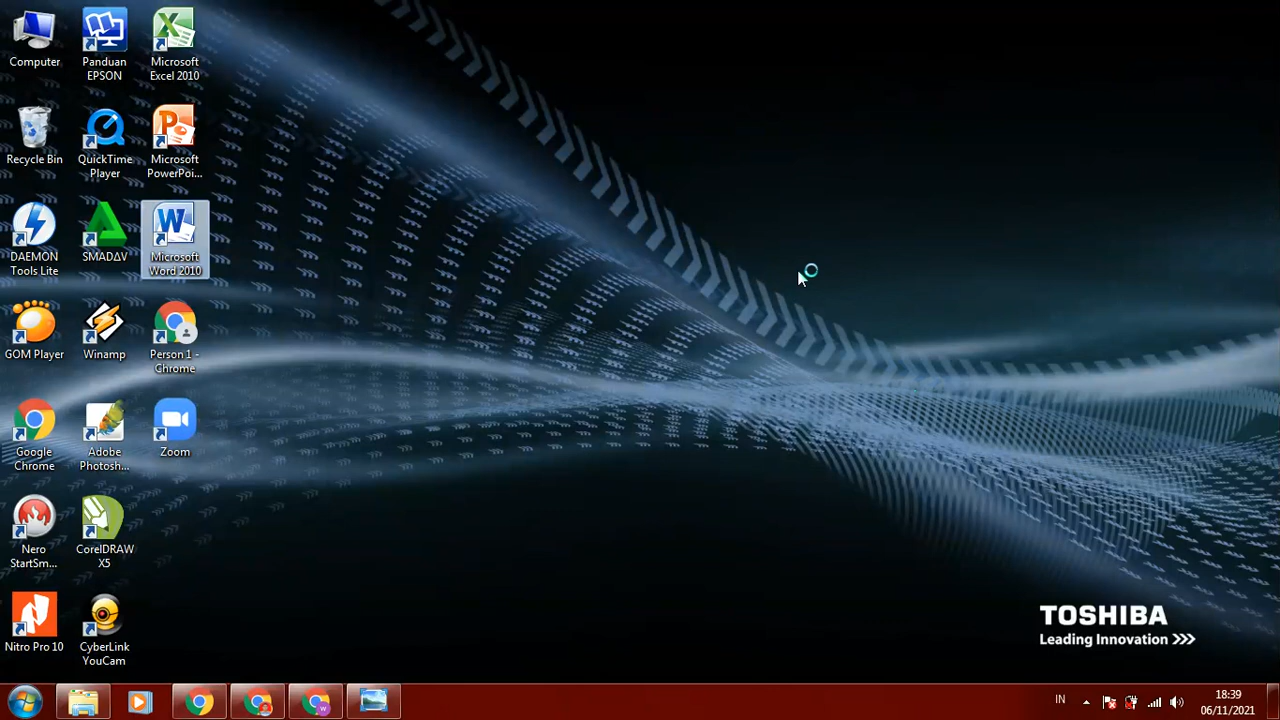 Computer
Panduan
EPSON
Microsoft
Excel 2010
Recycle Bin
QuickTime
Player
Microsoft
PowerPoi...
DAEMON
Tools Lite
SMADΔV
Microsoft
Word 2010
GOM Player
Winamp
Person 1 -
Chrome
Google
Chrome
Adobe
Photosh...
Zoom
Nero
StartSm...
CorelDRAW
X5
Nitro Pro 10
CyberLink
YouCam
TOSHIBA
Leading Innovation >>>
IN
18:39
06/11/2021